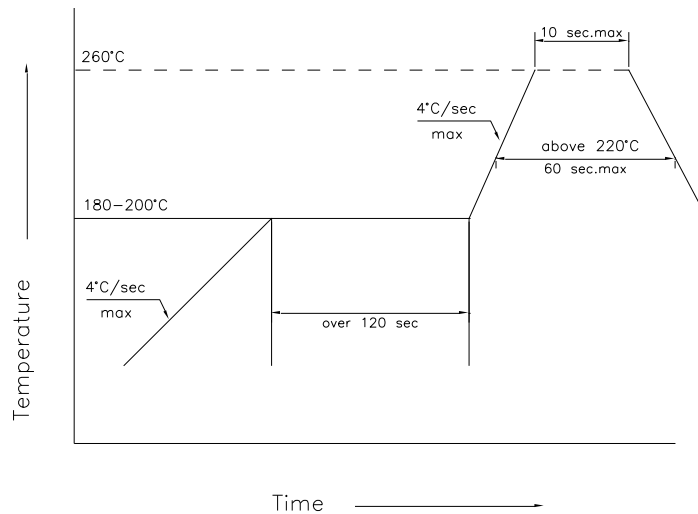 10 sec.max
260°C
4°C/sec
max
above 220°C
60 sec.max
180-200°C
4°C/sec
max
over 120 sec
Temperature
Time